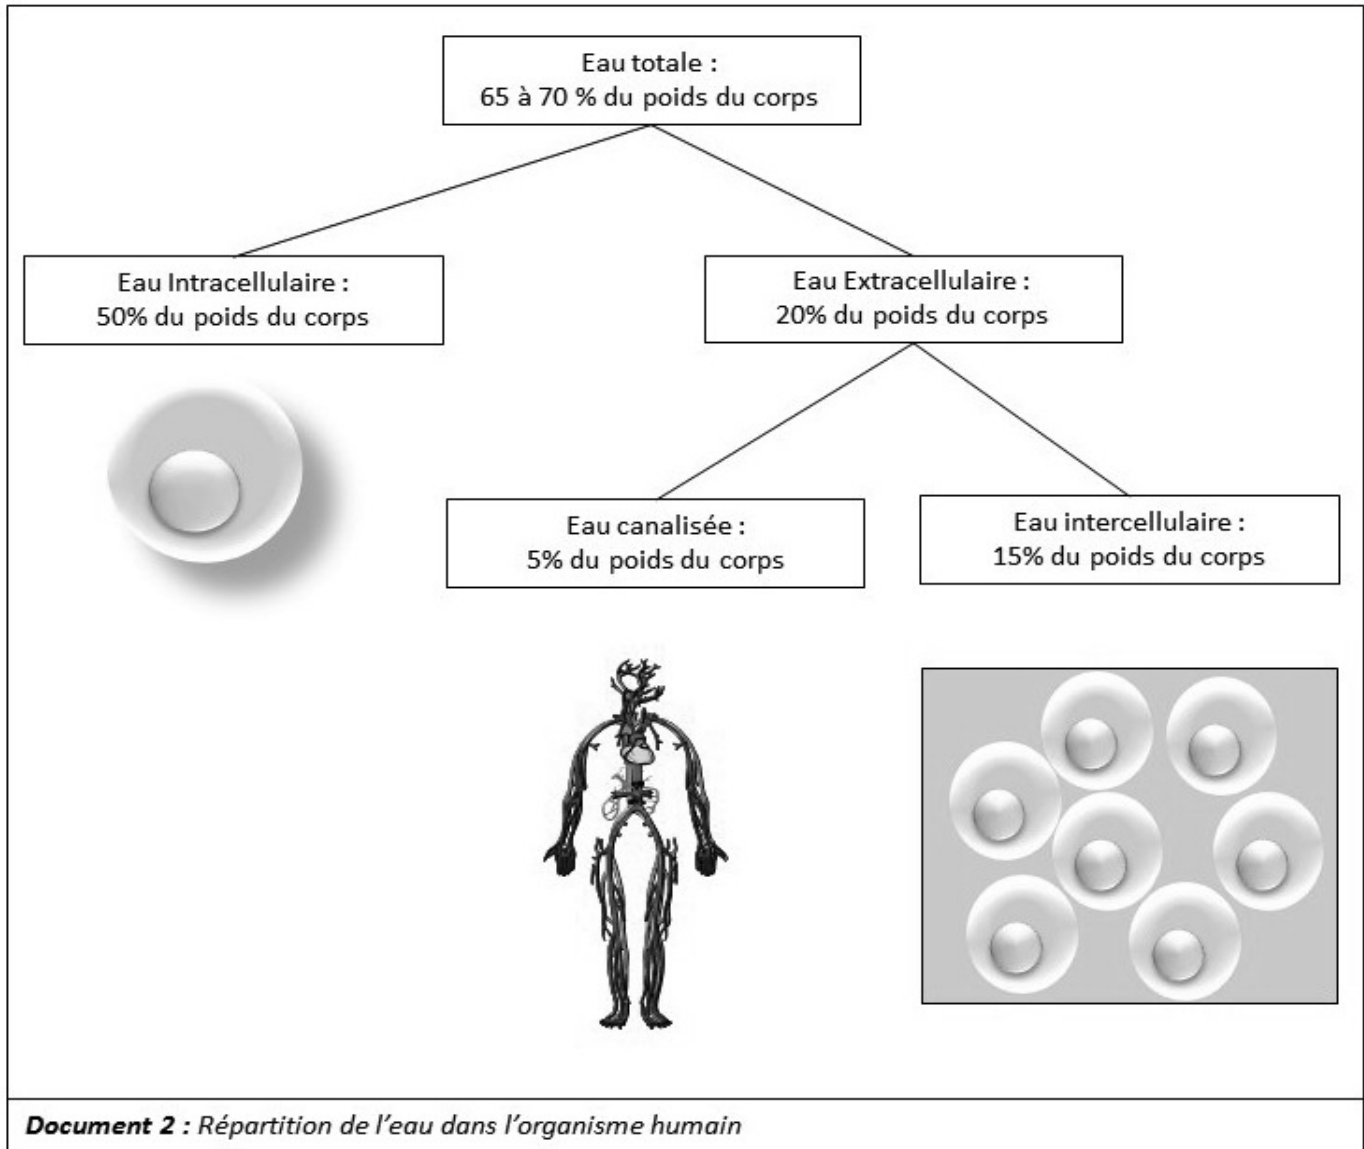 Eau totale :
65 à 70 % du poids du corps
Eau Intracellulaire :
50% du poids du corps
Eau Extracellulaire :
20% du poids du corps
Eau canalisée :
5% du poids du corps
Eau intercellulaire :
15% du poids du corps
Document 2 : Répartition de l'eau dans l'organisme humain